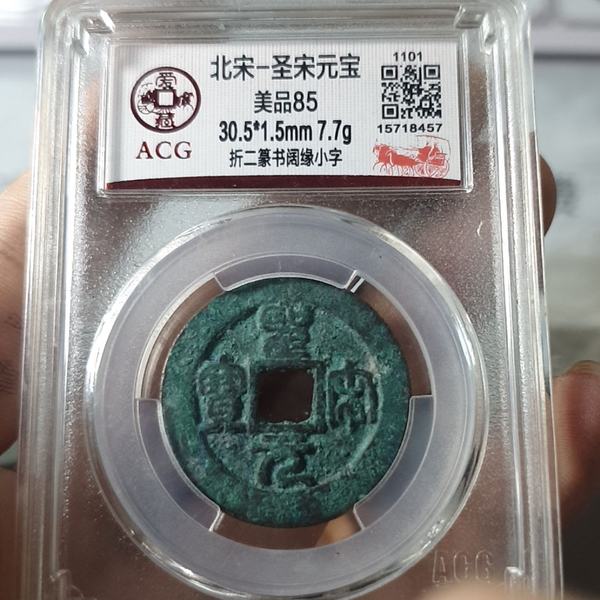 北宋-圣宋元宝
美品85
30.5*1.5mm 7.7g
折二篆书阔缘小字
ACG
1101
15718457
聖宋元寶
ACG